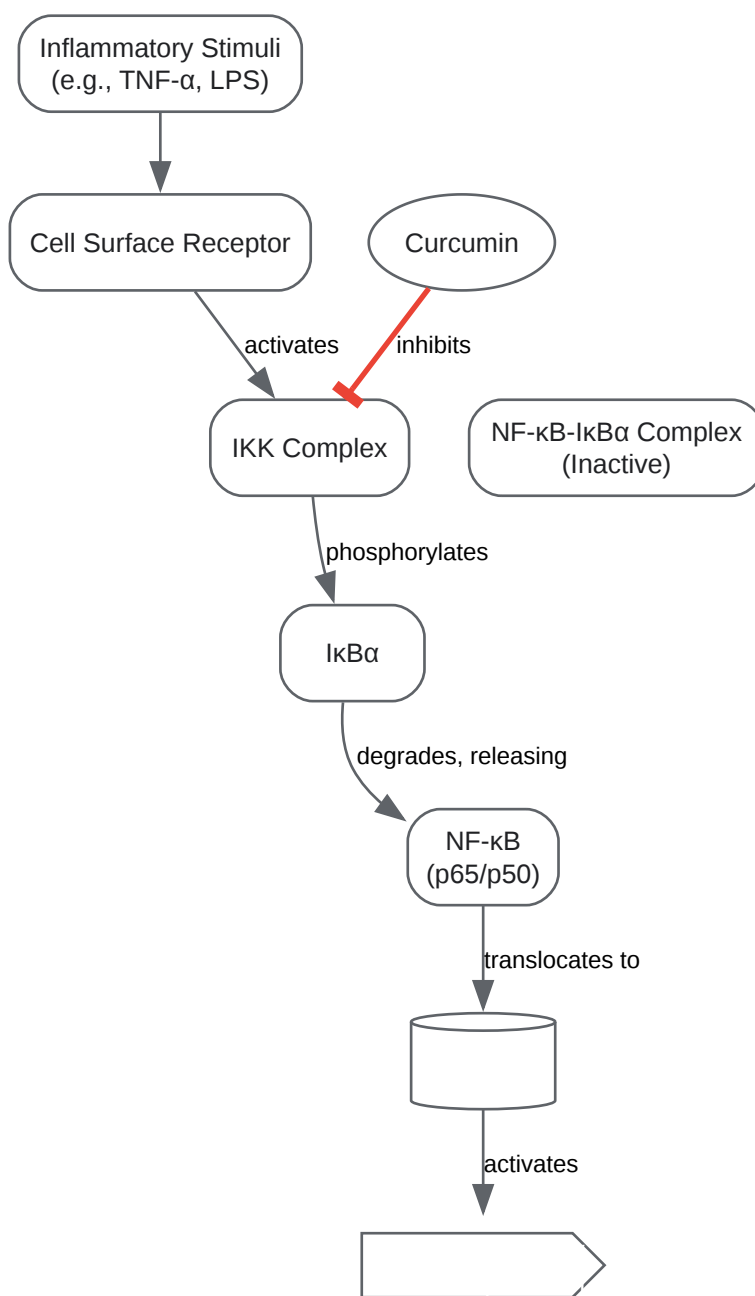 Inflammatory Stimuli
(e.g., TNF-α, LPS)
Cell Surface Receptor
Curcumin
activates
inhibits
IKK Complex
NF-κB-IκBα Complex
(Inactive)
phosphorylates
IκBα
degrades, releasing
NF-κB
(p65/p50)
translocates to
activates